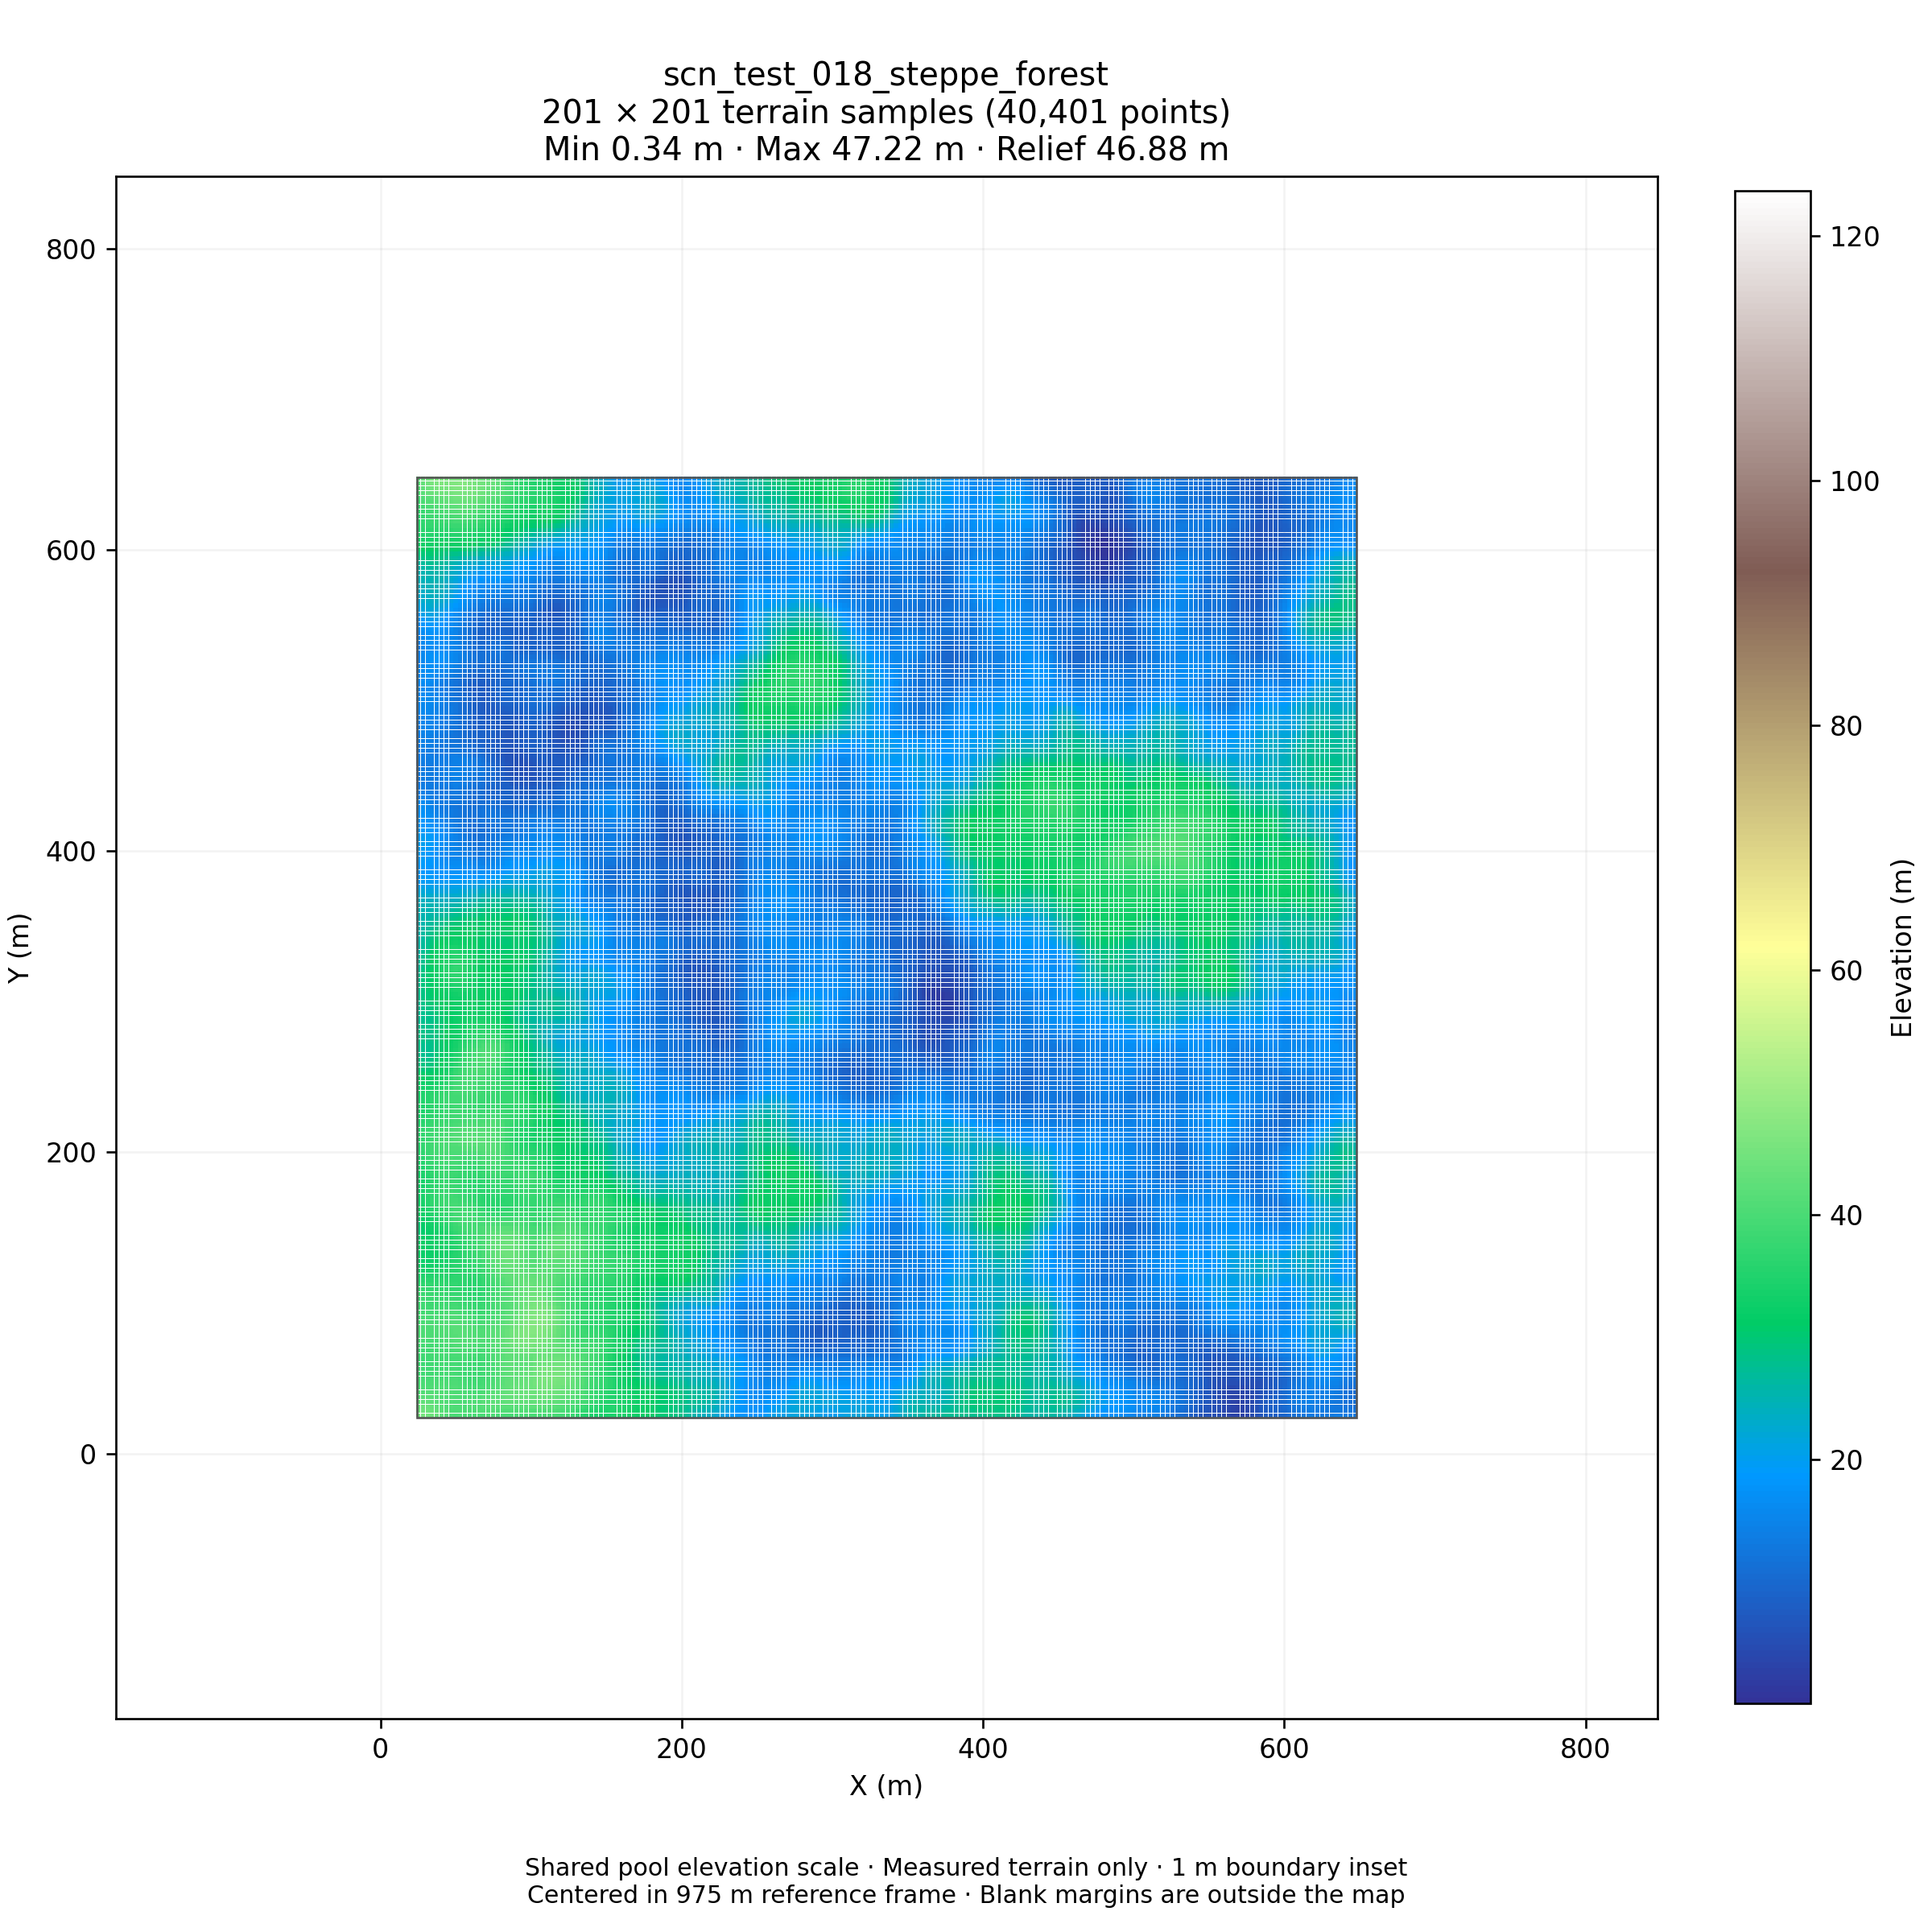 scn_test_018_steppe_forest
201 × 201 terrain samples (40,401 points)
Min 0.34 m · Max 47.22 m · Relief 46.88 m
800
600
400
200
0
Y (m)
0
200
400
600
800
X (m)
120
100
80
60
40
20
Elevation (m)
Shared pool elevation scale · Measured terrain only · 1 m boundary inset
Centered in 975 m reference frame · Blank margins are outside the map